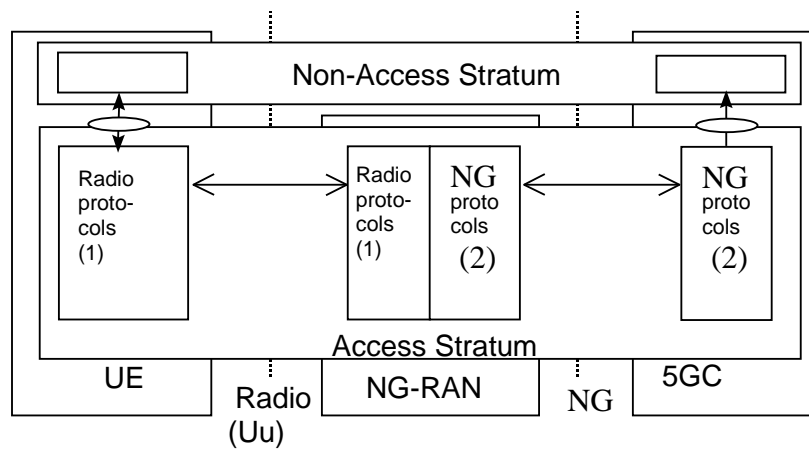 Non-Access Stratum
Radio
proto-
cols
(1)
Radio
proto-
cols
(1)
NG
proto
cols
(2)
NG
proto
cols
(2)
Access Stratum
UE
Radio
(Uu)
NG-RAN
NG
5GC